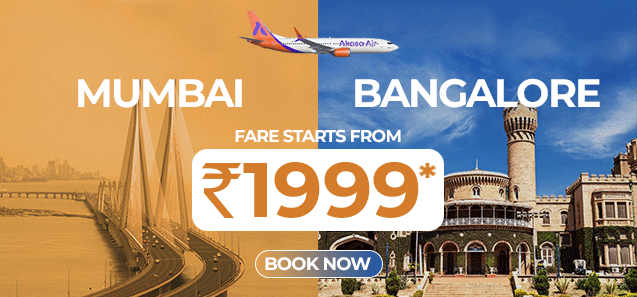 Akasa Air
MUMBAI BANGALORE
FARE STARTS FROM
₹1999*
BOOK NOW